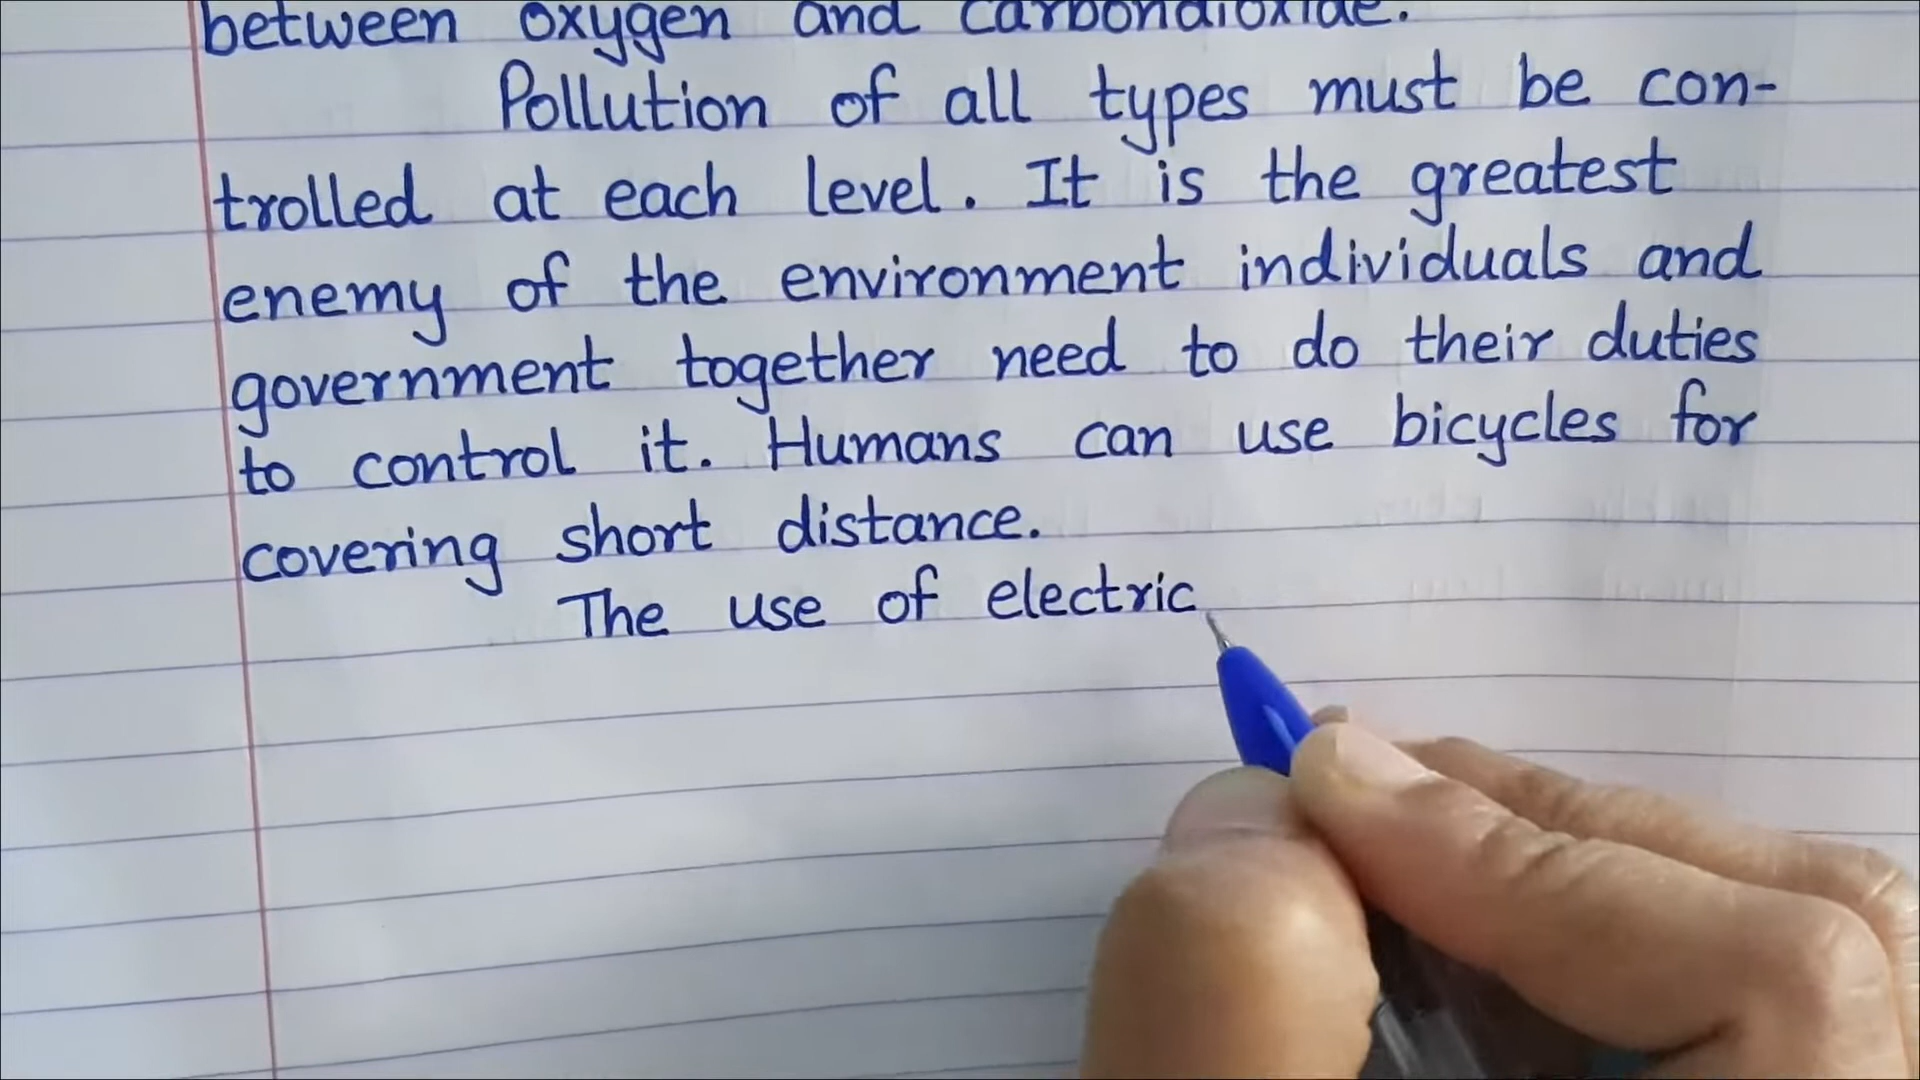 between oxygen and carbondioxide.
Pollution of all types must be con-
trolled at each level. It is the greatest
enemy of the environment individuals and
government together need to do their duties
to control it. Humans can use bicycles for
covering short distance.
The use of electric